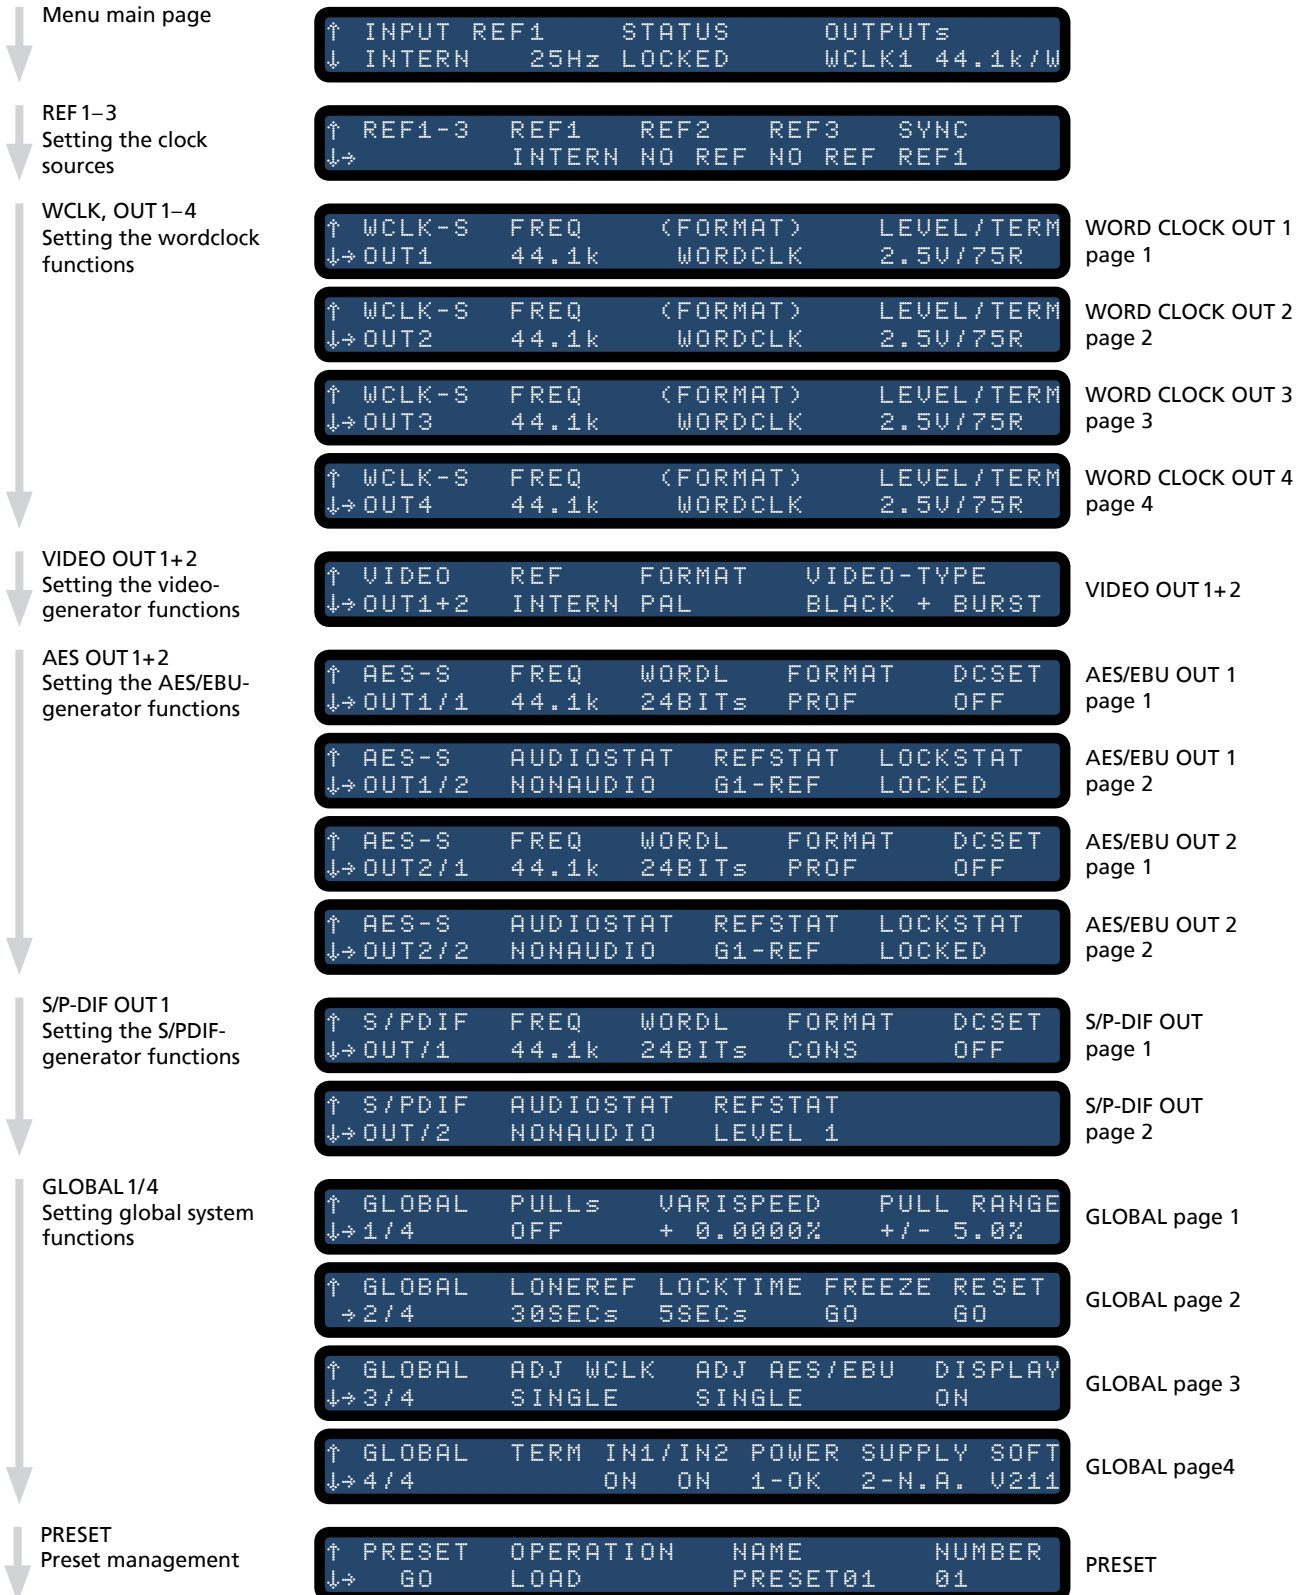 Menu main page
↑ INPUT REF1 STATUS OUTPUTs
↓ INTERN 25Hz LOCKED WCLK1 44.1k/W
REF 1–3
Setting the clock
sources
↑ REF1-3 REF1 REF2 REF3 SYNC
↓→ INTERN NO REF NO REF REF1
WCLK, OUT 1–4
Setting the wordclock
functions
↑ WCLK-S FREQ (FORMAT) LEVEL/TERM
↓→OUT1 44.1k WORDCLK 2.5V/75R
WORD CLOCK OUT 1
page 1
↑ WCLK-S FREQ (FORMAT) LEVEL/TERM
↓→OUT2 44.1k WORDCLK 2.5V/75R
WORD CLOCK OUT 2
page 2
↑ WCLK-S FREQ (FORMAT) LEVEL/TERM
↓→OUT3 44.1k WORDCLK 2.5V/75R
WORD CLOCK OUT 3
page 3
↑ WCLK-S FREQ (FORMAT) LEVEL/TERM
↓→OUT4 44.1k WORDCLK 2.5V/75R
WORD CLOCK OUT 4
page 4
VIDEO OUT 1+2
Setting the video-
generator functions
↑ VIDEO REF FORMAT VIDEO-TYPE
↓→OUT1+2 INTERN PAL BLACK + BURST
VIDEO OUT 1+2
AES OUT 1+2
Setting the AES/EBU-
generator functions
↑ AES-S FREQ WORDL FORMAT DCSET
↓→OUT1/1 44.1k 24BITs PROF OFF
AES/EBU OUT 1
page 1
↑ AES-S AUDIOSTAT REFSTAT LOCKSTAT
↓→OUT1/2 NONAUDIO G1-REF LOCKED
AES/EBU OUT 1
page 2
↑ AES-S FREQ WORDL FORMAT DCSET
↓→OUT2/1 44.1k 24BITs PROF OFF
AES/EBU OUT 2
page 1
↑ AES-S AUDIOSTAT REFSTAT LOCKSTAT
↓→OUT2/2 NONAUDIO G1-REF LOCKED
AES/EBU OUT 2
page 2
S/P-DIF OUT 1
Setting the S/PDIF-
generator functions
↑ S/PDIF FREQ WORDL FORMAT DCSET
↓→OUT/1 44.1k 24BITs CONS OFF
S/P-DIF OUT
page 1
↑ S/PDIF AUDIOSTAT REFSTAT
↓→OUT/2 NONAUDIO LEVEL 1
S/P-DIF OUT
page 2
GLOBAL 1/4
Setting global system
functions
↑ GLOBAL PULLs VARISPEED PULL RANGE
↓→1/4 OFF + 0.0000% +/- 5.0%
GLOBAL page 1
↑ GLOBAL LONEREF LOCKTIME FREEZE RESET
→2/4 30SECs 5SECs GO GO
GLOBAL page 2
↑ GLOBAL ADJ WCLK ADJ AES/EBU DISPLAY
↓→3/4 SINGLE SINGLE ON
GLOBAL page 3
↑ GLOBAL TERM IN1/IN2 POWER SUPPLY SOFT
↓→4/4 ON ON 1-OK 2-N.A. V211
GLOBAL page4
PRESET
Preset management
↑ PRESET OPERATION NAME NUMBER
↓→ GO LOAD PRESET01 01
PRESET